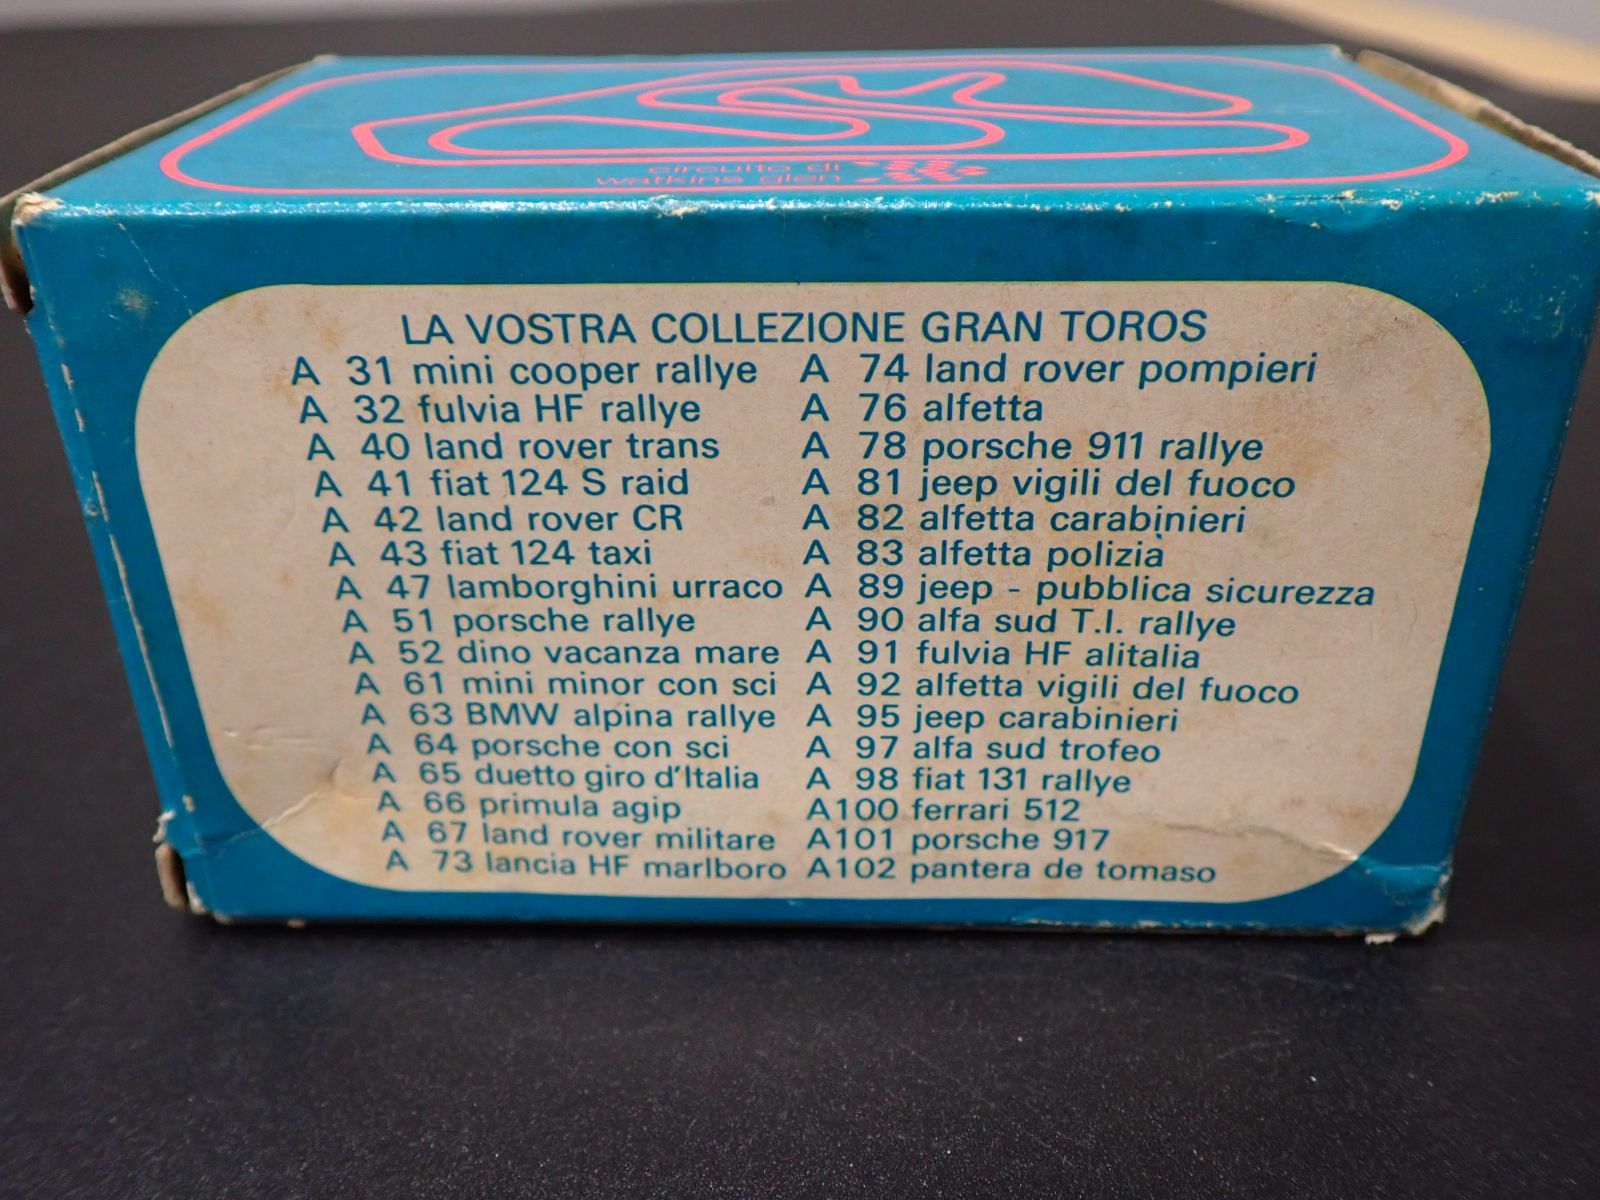 circuito di
watkins glen
LA VOSTRA COLLEZIONE GRAN TOROS
A 31 mini cooper rallye
A 32 fulvia HF rallye
A 40 land rover trans
A 41 fiat 124 S raid
A 42 land rover CR
A 43 fiat 124 taxi
A 47 lamborghini urraco
A 51 porsche rallye
A 52 dino vacanza mare
A 61 mini minor con sci
A 63 BMW alpina rallye
A 64 porsche con sci
A 65 duetto giro d'Italia
A 66 primula agip
A 67 land rover militare
A 73 lancia HF marlboro
A 74 land rover pompieri
A 76 alfetta
A 78 porsche 911 rallye
A 81 jeep vigili del fuoco
A 82 alfetta carabinieri
A 83 alfetta polizia
A 89 jeep - pubblica sicurezza
A 90 alfa sud T.I. rallye
A 91 fulvia HF alitalia
A 92 alfetta vigili del fuoco
A 95 jeep carabinieri
A 97 alfa sud trofeo
A 98 fiat 131 rallye
A100 ferrari 512
A101 porsche 917
A102 pantera de tomaso